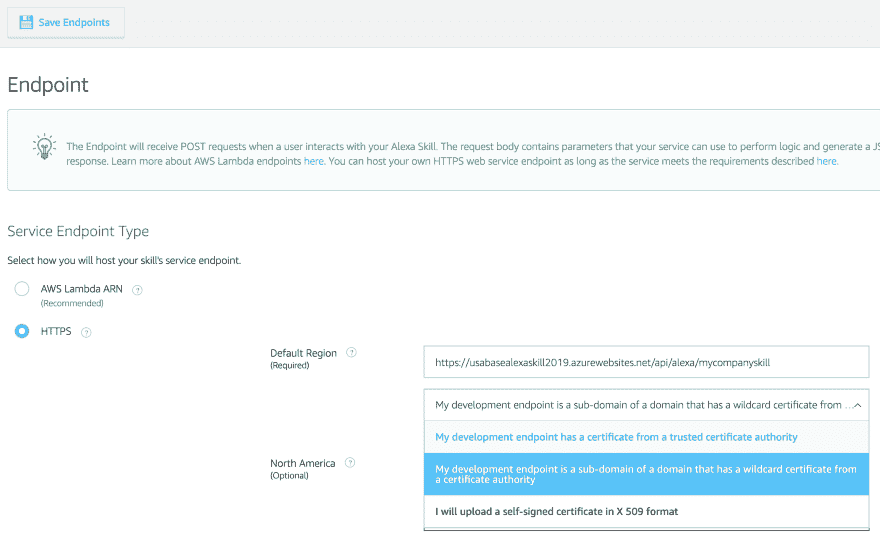 Save Endpoints
Endpoint
The Endpoint will receive POST requests when a user interacts with your Alexa Skill. The request body contains parameters that your service can use to perform logic and generate a
response. Learn more about AWS Lambda endpoints here. You can host your own HTTPS web service endpoint as long as the service meets the requirements described here.
Service Endpoint Type
Select how you will host your skill's service endpoint.
AWS Lambda ARN ?
(Recommended)
HTTPS ?
Default Region ?
(Required)
https://usabasealexaskill2019.azurewebsites.net/api/alexa/mycompanyskill
My development endpoint is a sub-domain of a domain that has a wildcard certificate from ...
My development endpoint has a certificate from a trusted certificate authority
North America ?
(Optional)
My development endpoint is a sub-domain of a domain that has a wildcard certificate from
a certificate authority
I will upload a self-signed certificate in X 509 format